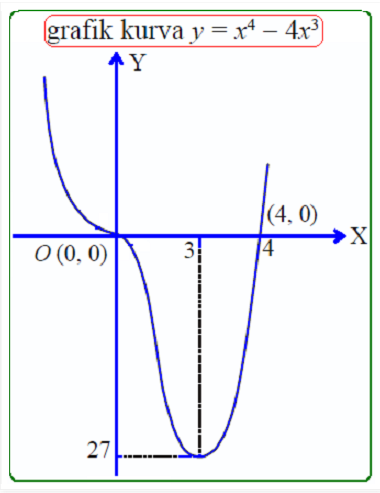 grafik kurva y = x⁴ − 4x³
Y
(4, 0)
X
O (0, 0)
3
4
27